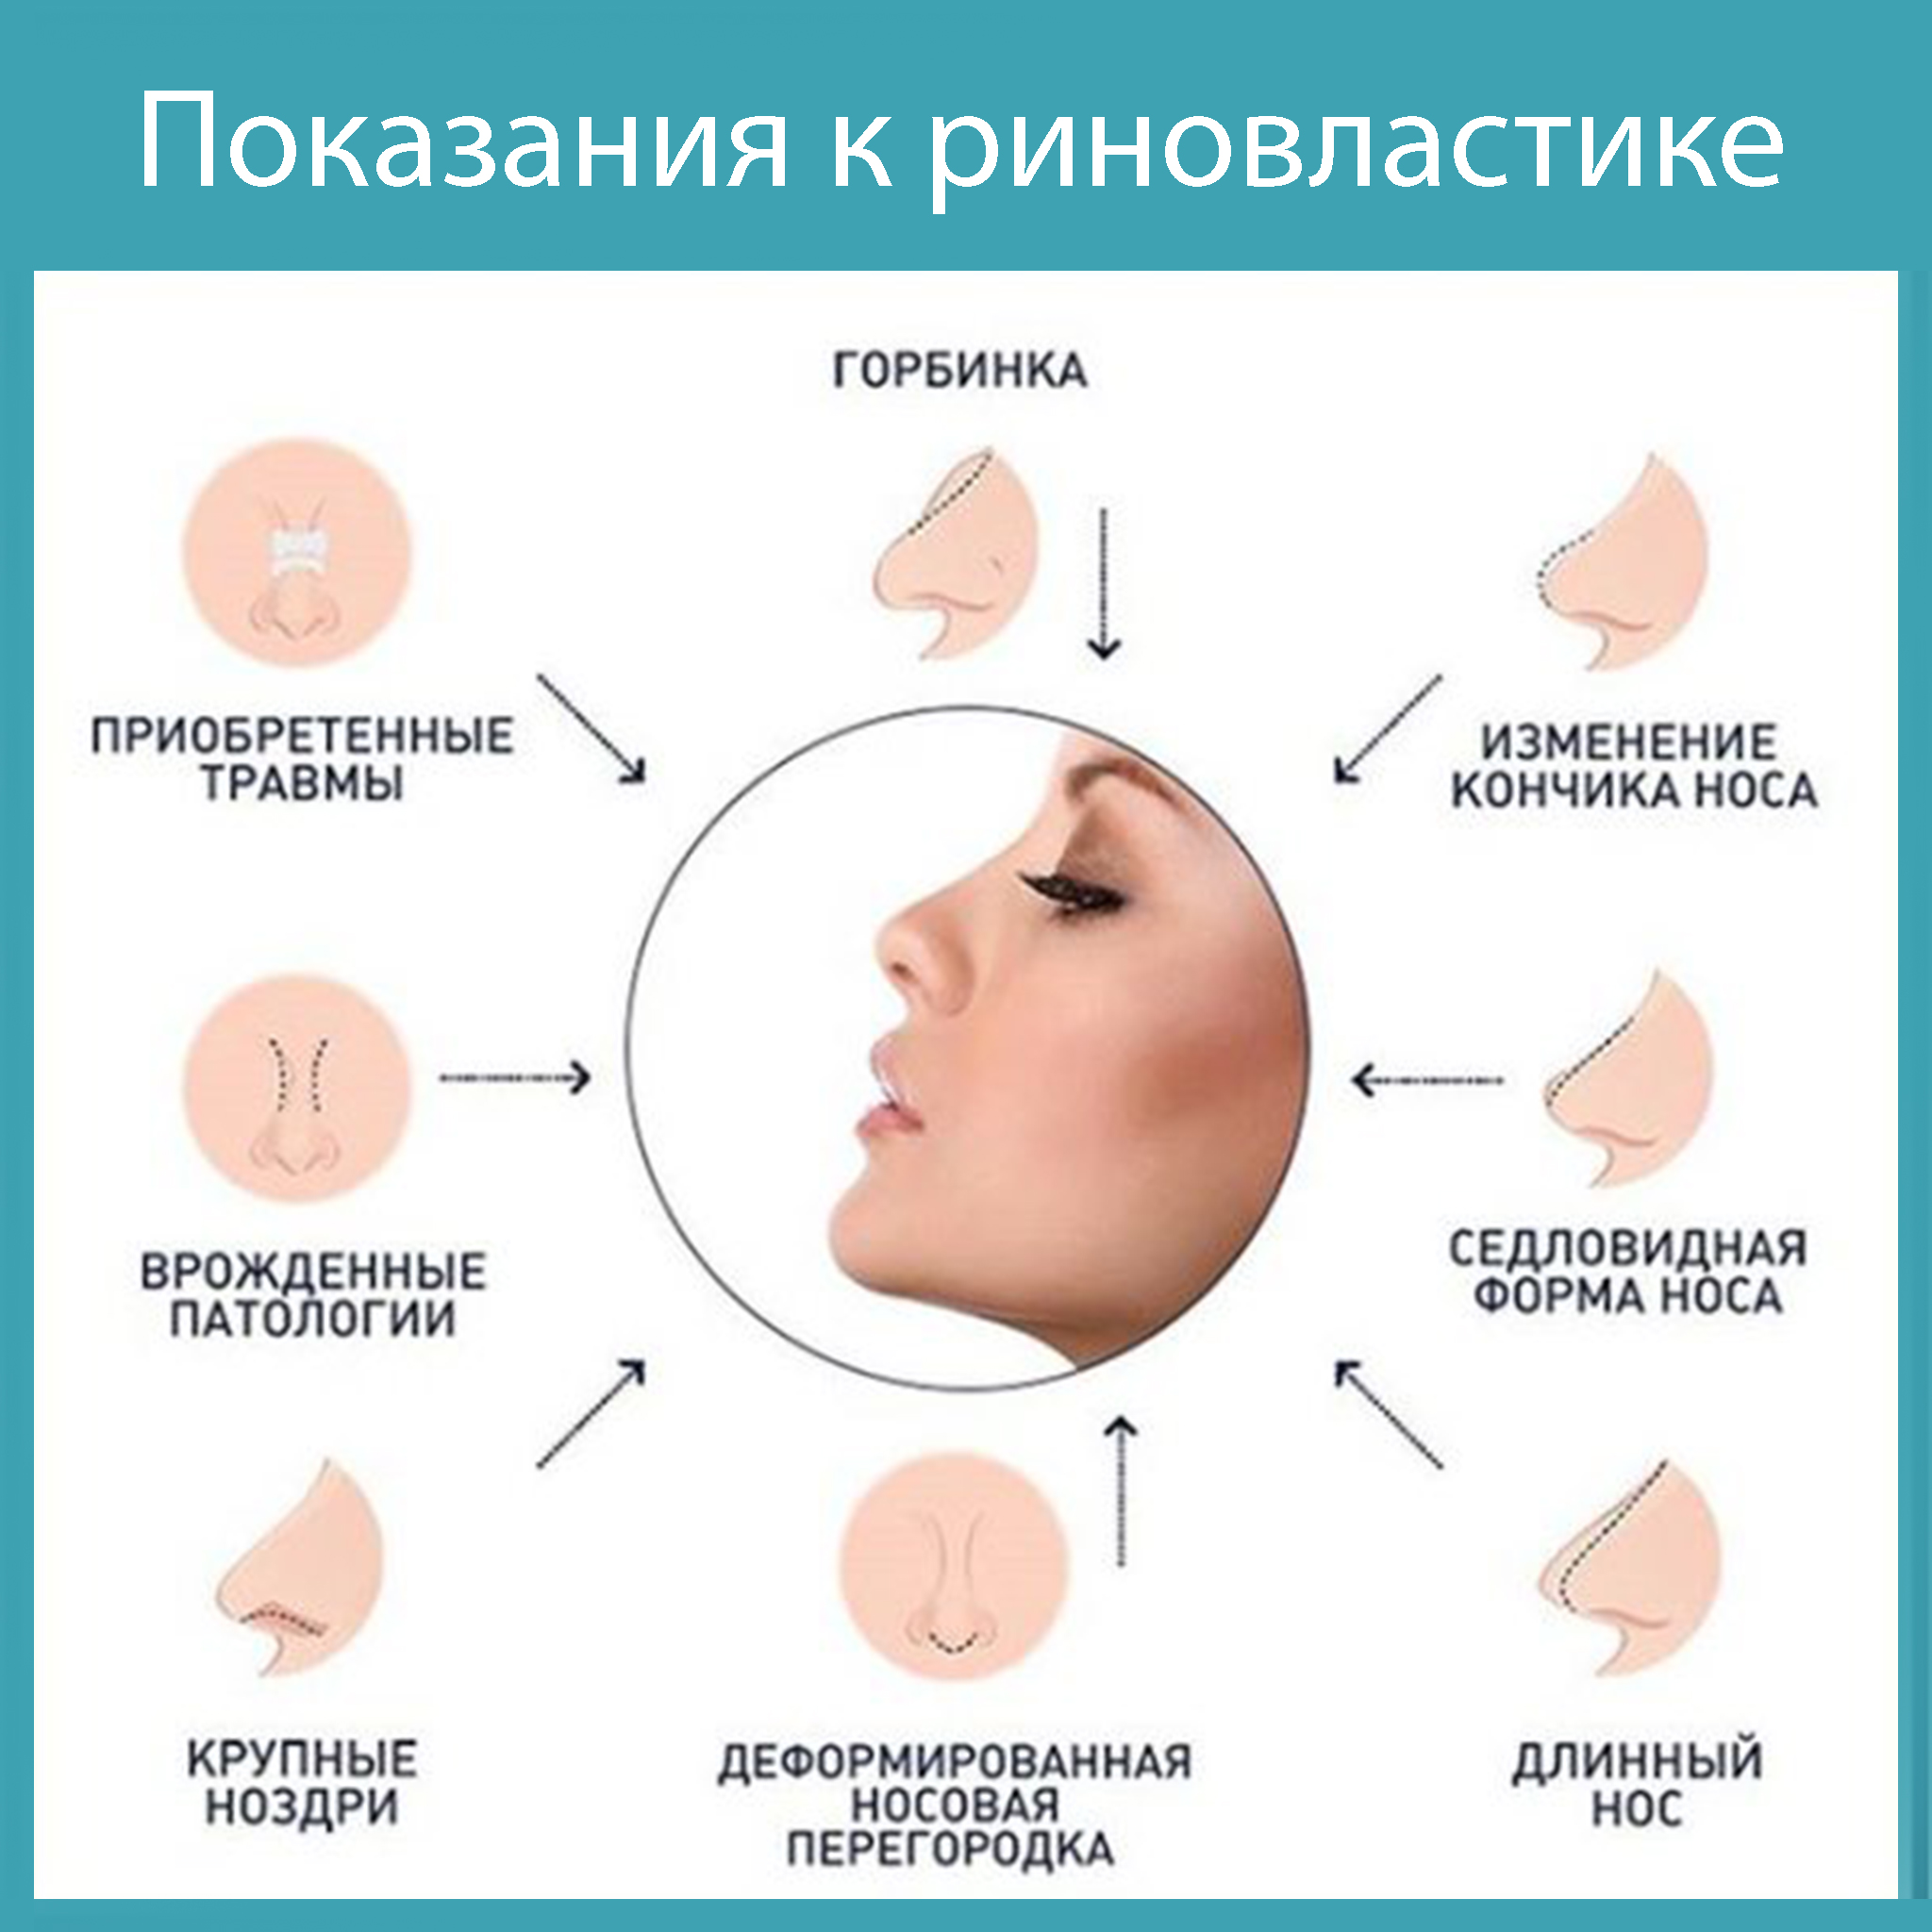 Показания к риновластике
ГОРБИНКА
ПРИОБРЕТЕННЫЕ
ТРАВМЫ
ИЗМЕНЕНИЕ
КОНЧИКА НОСА
ВРОЖДЕННЫЕ
ПАТОЛОГИИ
СЕДЛОВИДНАЯ
ФОРМА НОСА
КРУПНЫЕ
НОЗДРИ
ДЕФОРМИРОВАННАЯ
НОСОВАЯ
ПЕРЕГОРОДКА
ДЛИННЫЙ
НОС